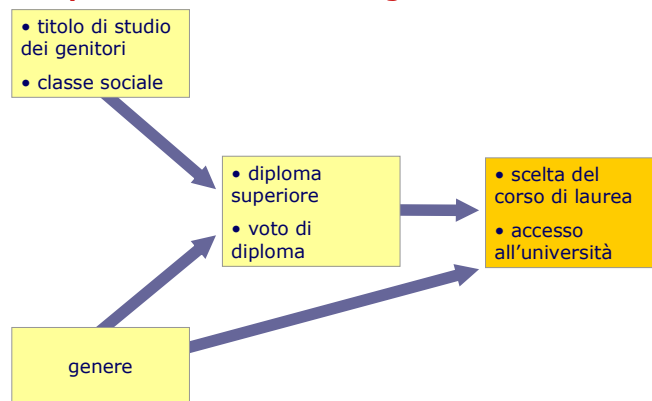 • titolo di studio
dei genitori
• classe sociale
• diploma
superiore
• voto di
diploma
• scelta del
corso di laurea
• accesso
all’università
genere